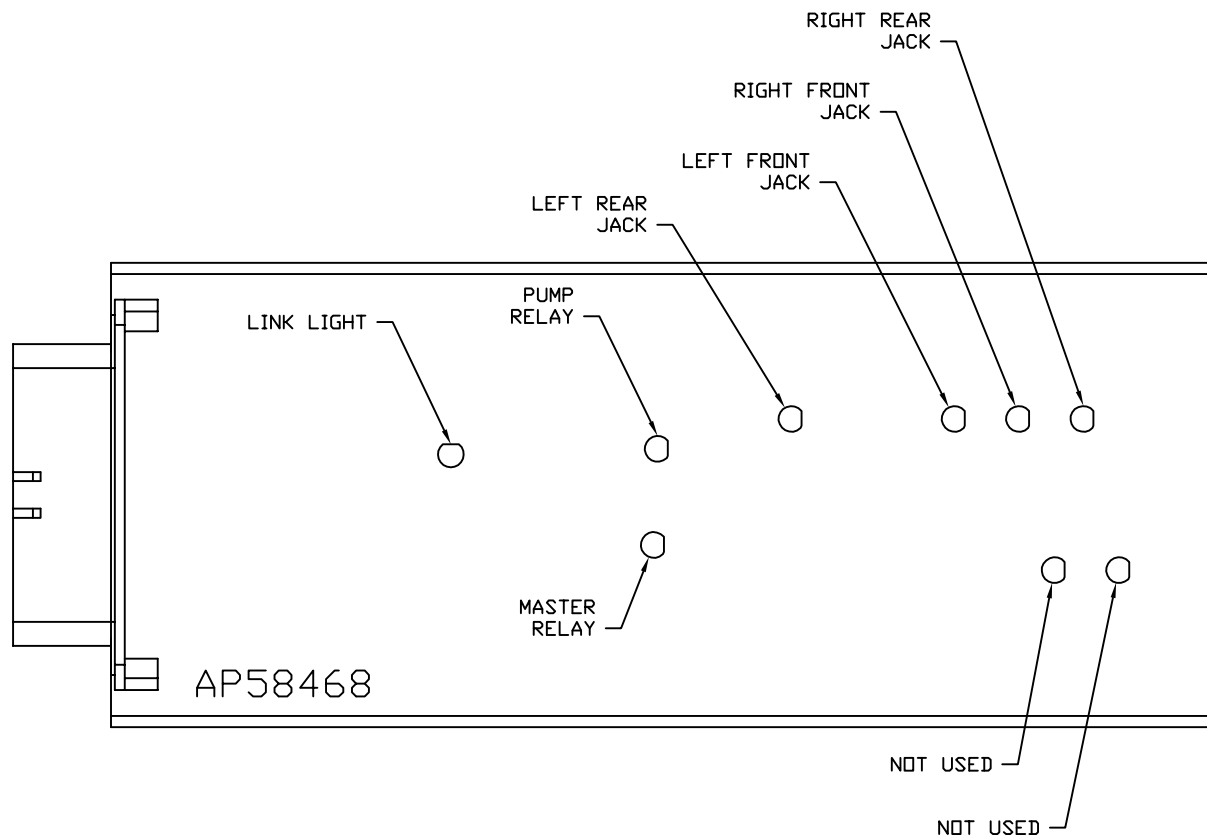 RIGHT REAR
JACK
RIGHT FRONT
JACK
LEFT FRONT
JACK
LEFT REAR
JACK
PUMP
RELAY
LINK LIGHT
MASTER
RELAY
AP58468
NOT USED
NOT USED